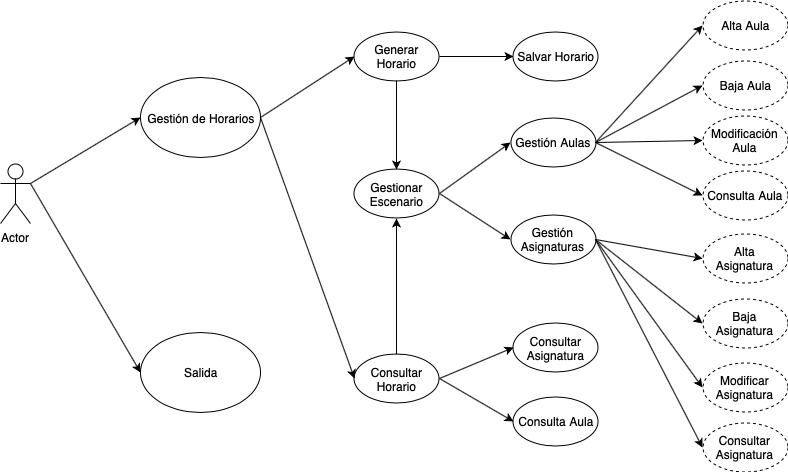 Actor
Gestión de Horarios
Salida
Generar
Horario
Salvar Horario
Gestionar
Escenario
Gestión Aulas
Gestión
Asignaturas
Consultar
Horario
Consultar
Asignatura
Consulta Aula
Alta Aula
Baja Aula
Modificación
Aula
Consulta Aula
Alta
Asignatura
Baja
Asignatura
Modificar
Asignatura
Consultar
Asignatura